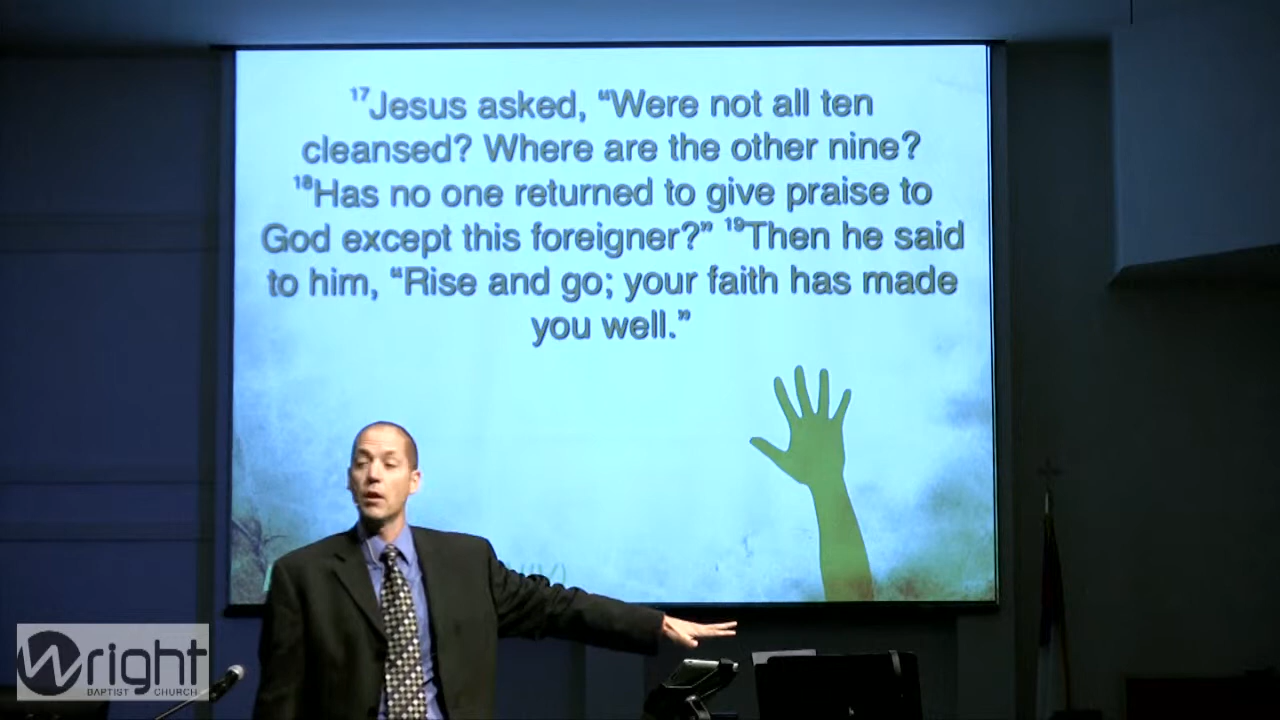 ¹⁷Jesus asked, “Were not all ten
cleansed? Where are the other nine?
¹⁸Has no one returned to give praise to
God except this foreigner?” ¹⁹Then he said
to him, “Rise and go; your faith has made
you well.”
Wright
BAPTIST CHURCH